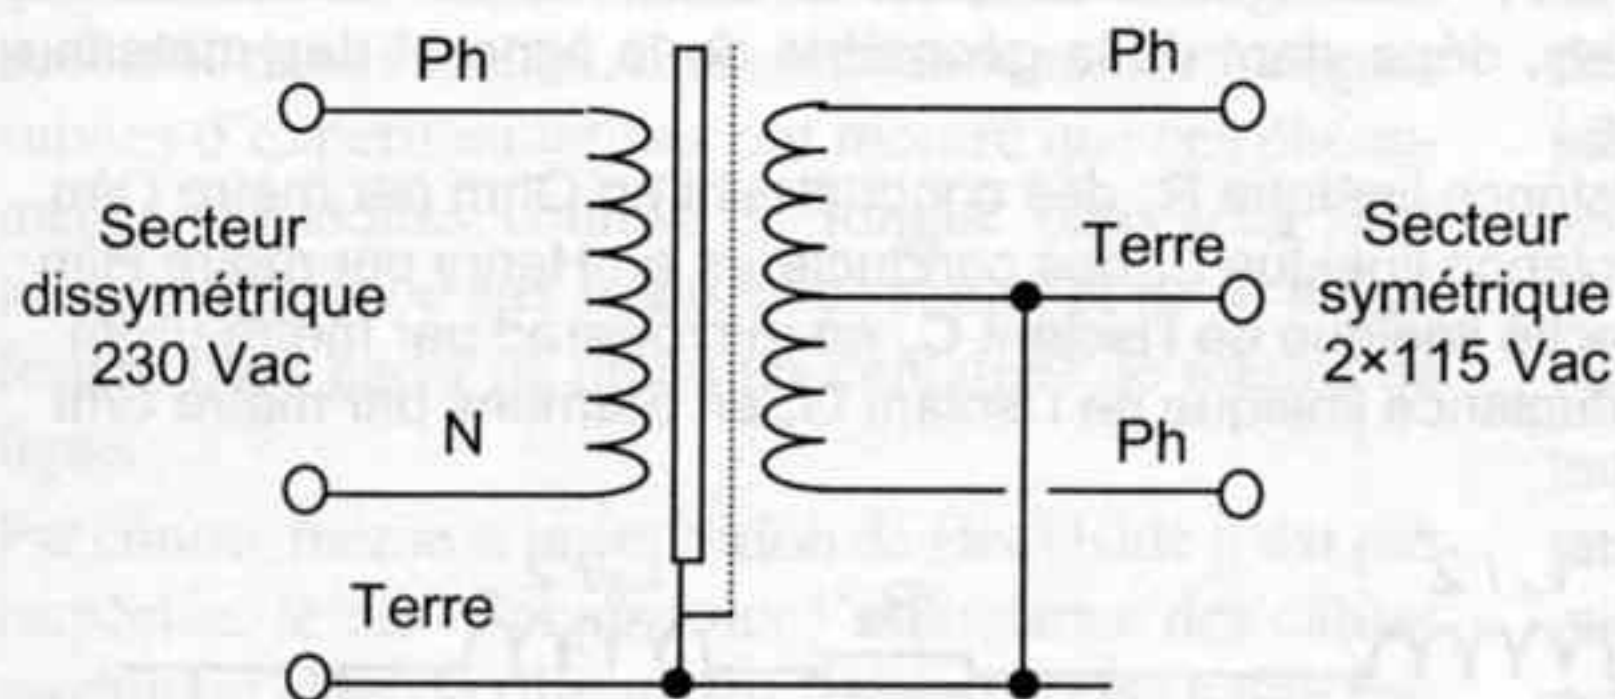 Ph
Ph
Secteur
dissymétrique
230 Vac
Terre
Secteur
symétrique
2×115 Vac
N
Ph
Terre